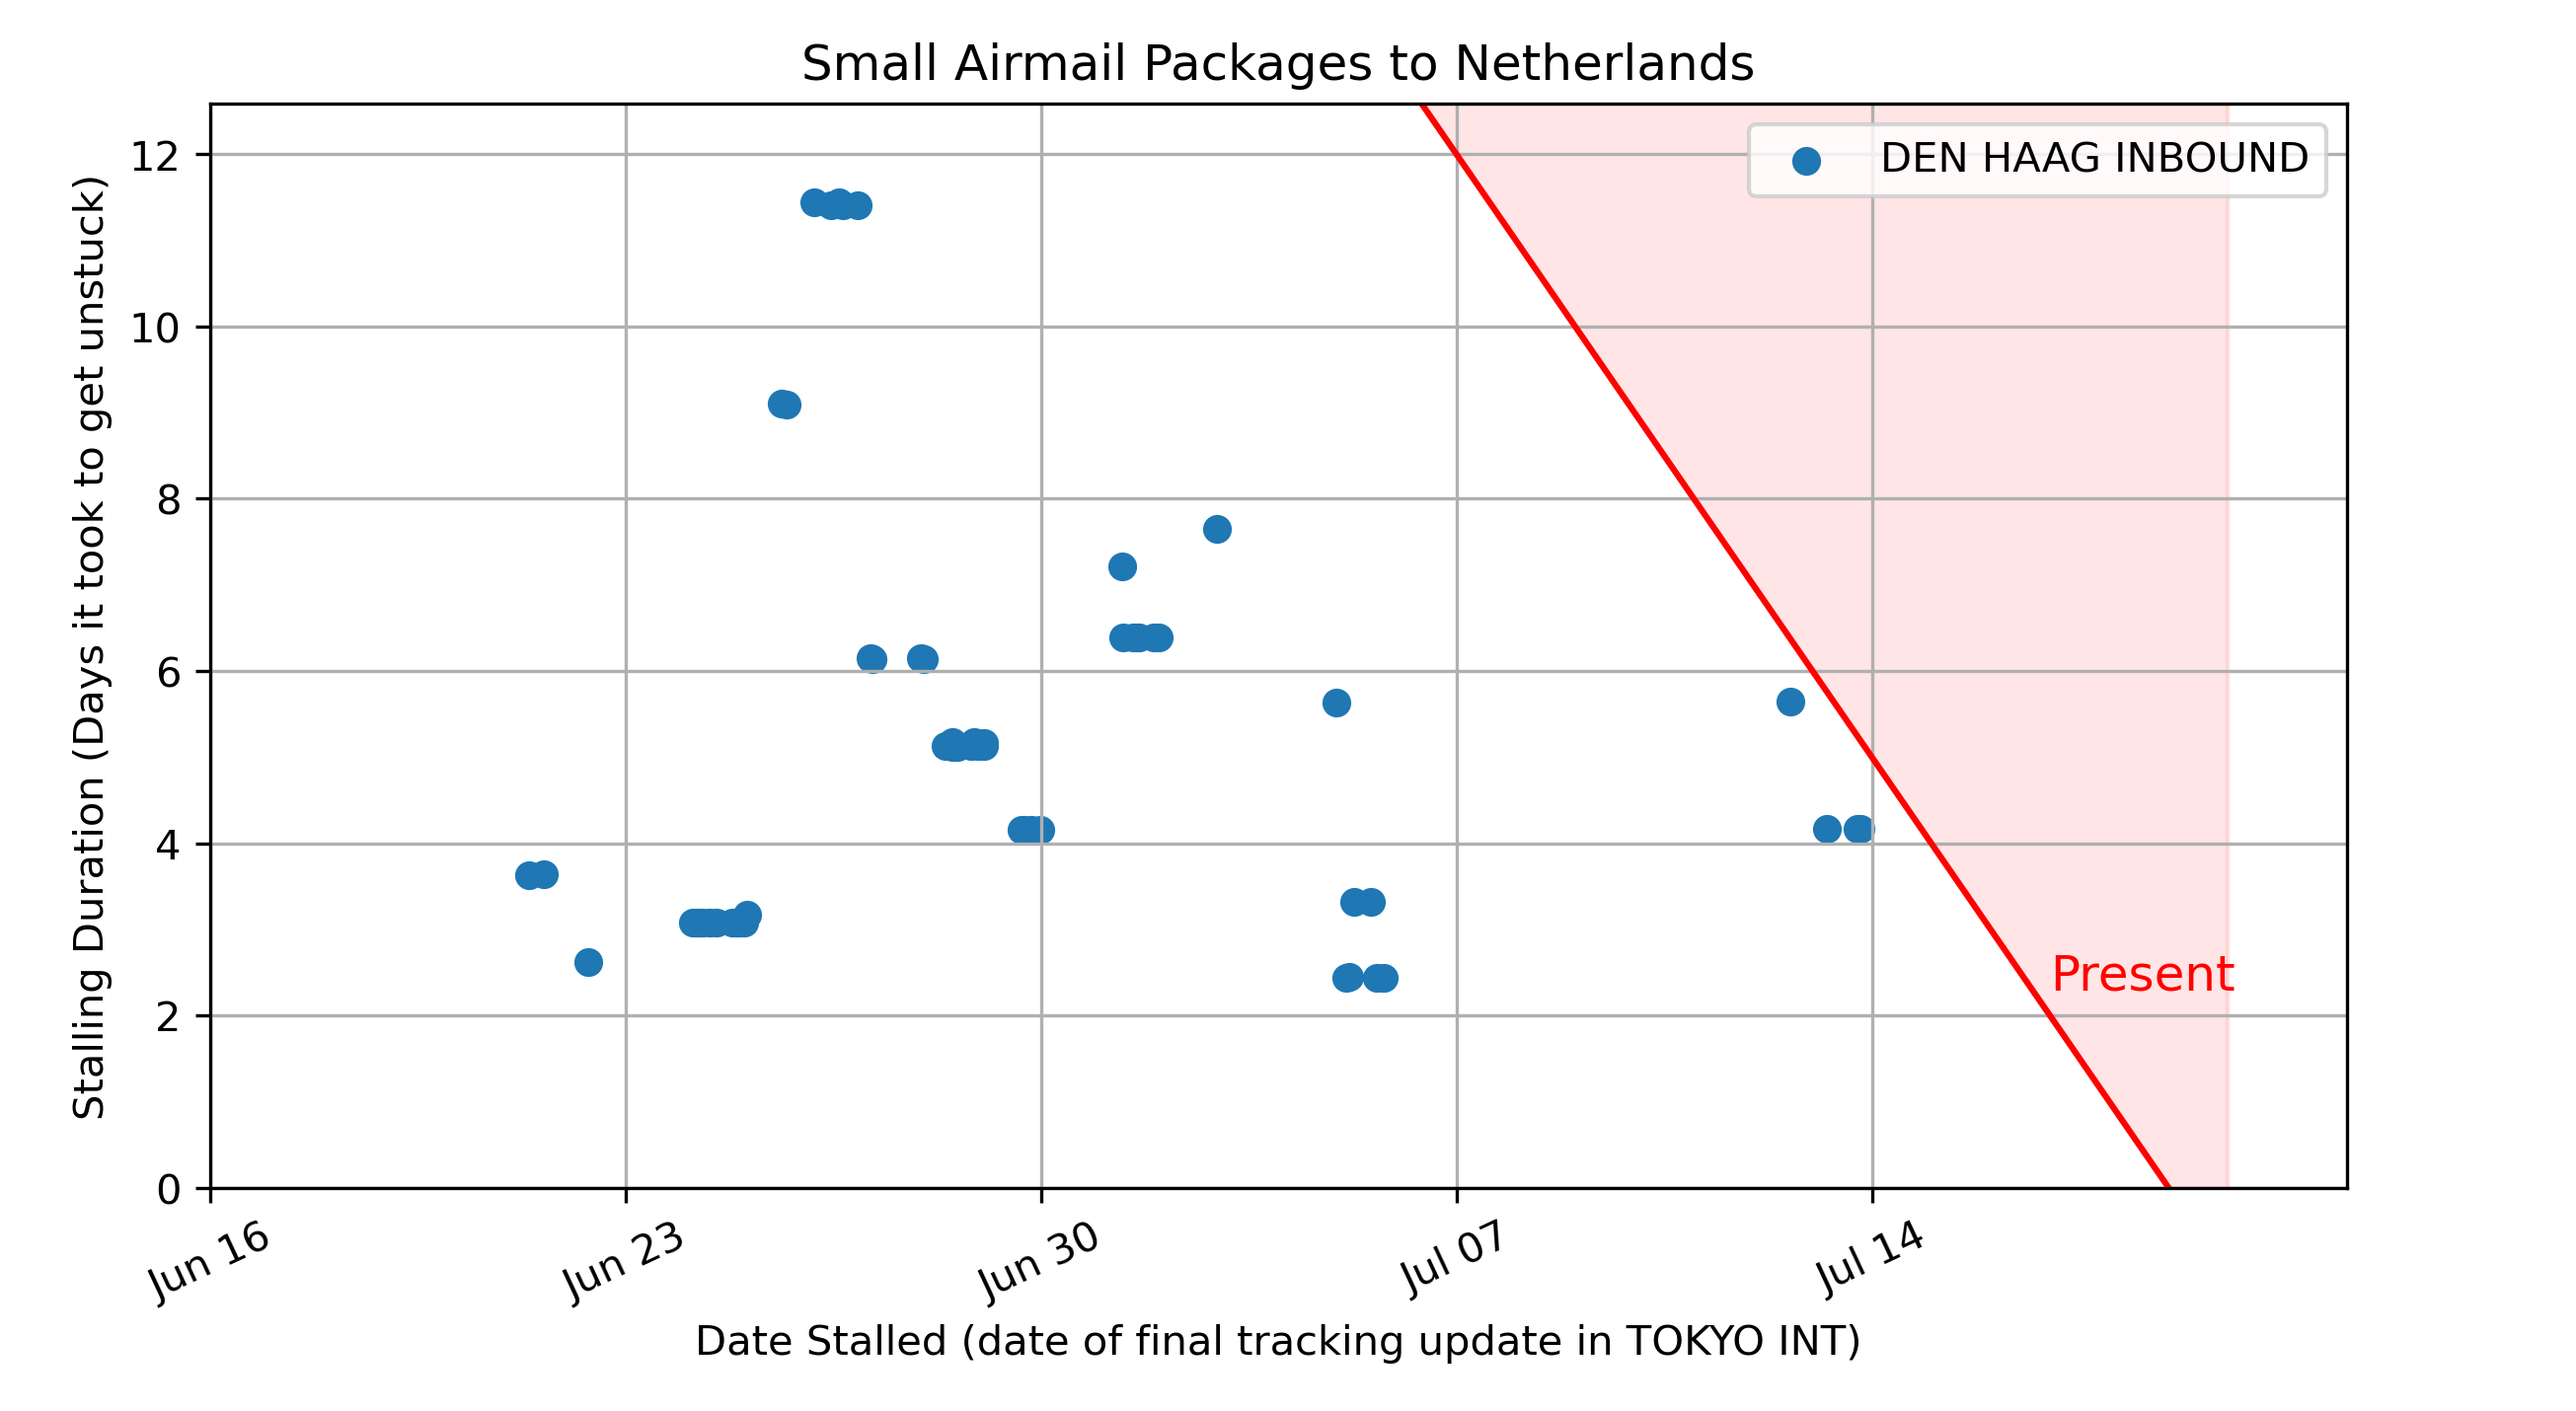 Small Airmail Packages to Netherlands
DEN HAAG INBOUND
Stalling Duration (Days it took to get unstuck)
12
10
8
6
4
2
0
Present
Jun 16
Jun 23
Jun 30
Jul 07
Jul 14
Date Stalled (date of final tracking update in TOKYO INT)